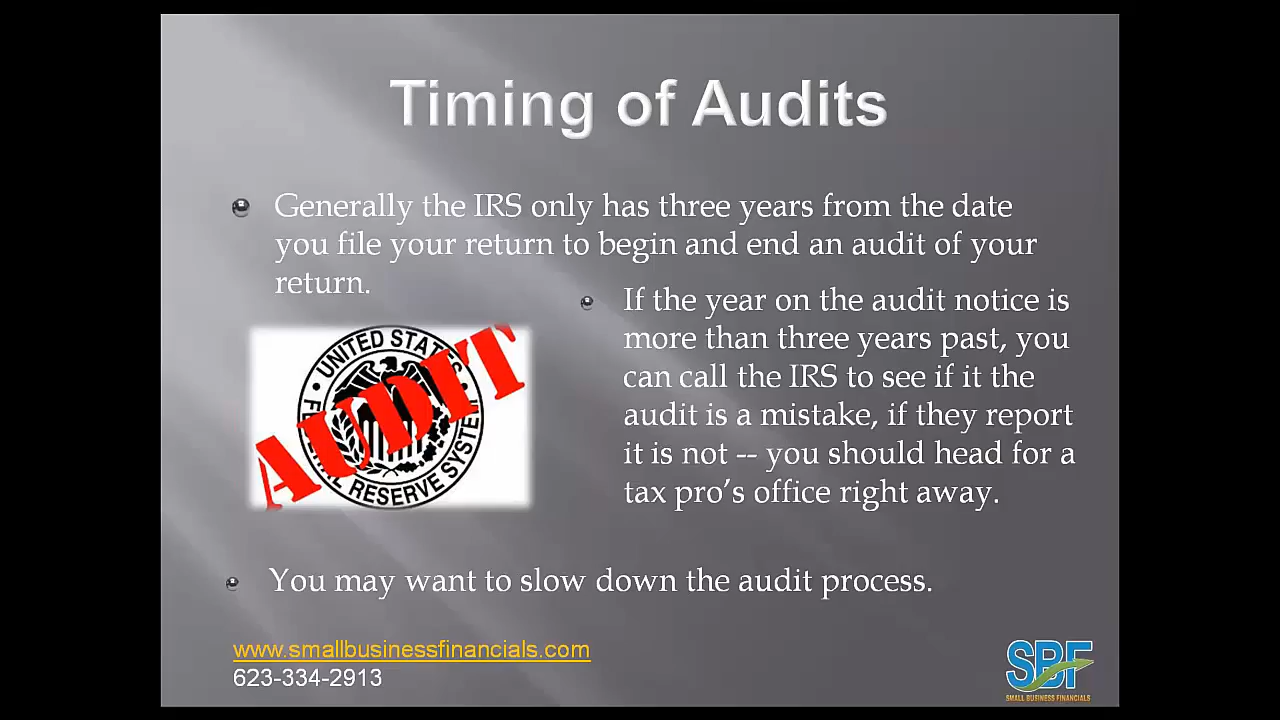 Timing of Audits
Generally the IRS only has three years from the date
you file your return to begin and end an audit of your
return.
If the year on the audit notice is
more than three years past, you
can call the IRS to see if it the
audit is a mistake, if they report
it is not -- you should head for a
tax pro's office right away.
UNITED STATES
FEDERAL RESERVE SYSTEM
AUDIT
You may want to slow down the audit process.
www.smallbusinessfinancials.com
623-334-2913
SBF
SMALL BUSINESS FINANCIALS